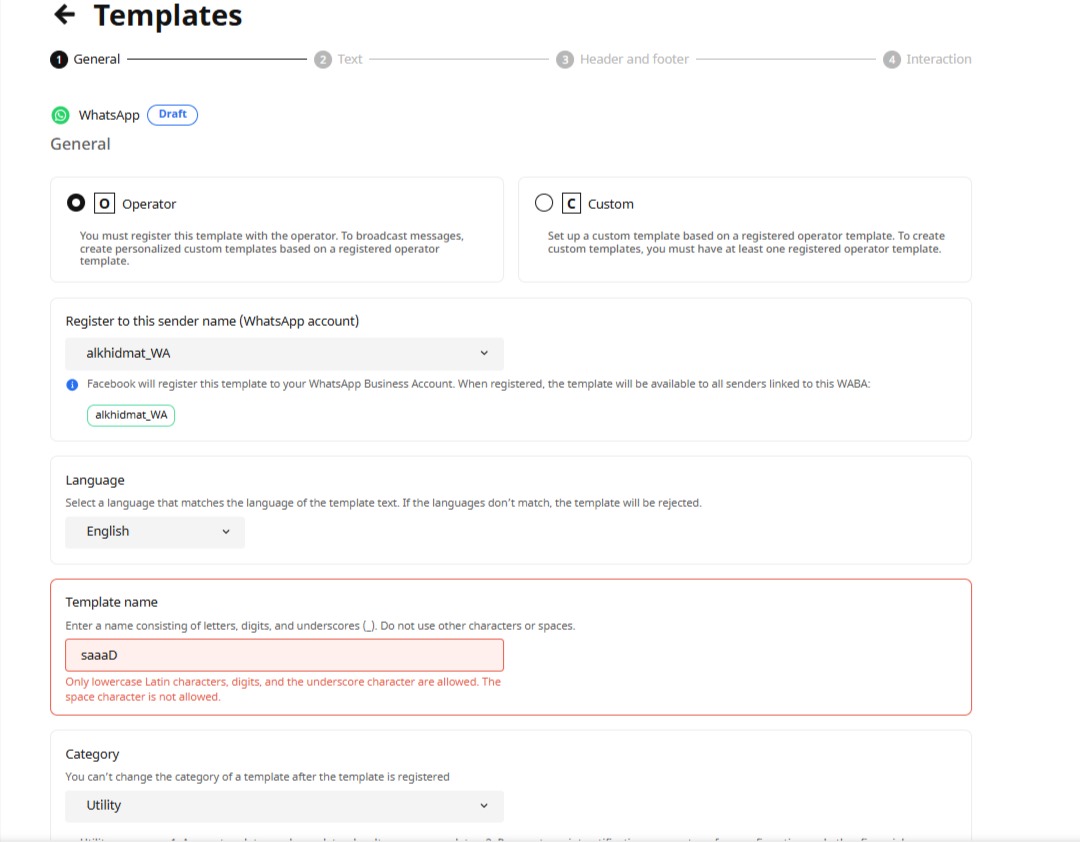 Templates
1 General 2 Text 3 Header and footer 4 Interaction
WhatsApp Draft
General
O Operator
You must register this template with the operator. To broadcast messages,
create personalized custom templates based on a registered operator
template.
C Custom
Set up a custom template based on a registered operator template. To create
custom templates, you must have at least one registered operator template.
Register to this sender name (WhatsApp account)
alkhidmat_WA
Facebook will register this template to your WhatsApp Business Account. When registered, the template will be available to all senders linked to this WABA:
alkhidmat_WA
Language
Select a language that matches the language of the template text. If the languages don't match, the template will be rejected.
English
Template name
Enter a name consisting of letters, digits, and underscores (_). Do not use other characters or spaces.
saaaD
Only lowercase Latin characters, digits, and the underscore character are allowed. The
space character is not allowed.
Category
You can't change the category of a template after the template is registered
Utility